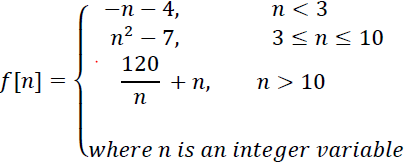 −n − 4, n < 3
n² − 7, 3 ≤ n ≤ 10
f[n] = { 120/n + n, n > 10
where n is an integer variable